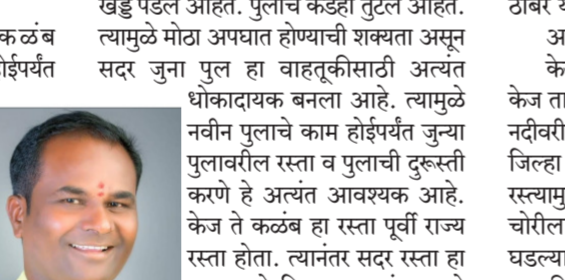 कळंब
होईपर्यंत
खड्डे पडले आहेत. पुलाचे कठडेही तुटले आहेत.
त्यामुळे मोठा अपघात होण्याची शक्यता असून
सदर जुना पुल हा वाहतूकीसाठी अत्यंत
धोकादायक बनला आहे. त्यामुळे
नवीन पुलाचे काम होईपर्यंत जुन्या
पुलावरील रस्ता व पुलाची दुरूस्ती
करणे हे अत्यंत आवश्यक आहे.
केज ते कळंब हा रस्ता पूर्वी राज्य
रस्ता होता. त्यानंतर सदर रस्ता हा
अ
के
केज ता
नदीवरी
जिल्हा
रस्त्यामु
चोरील
घडल्या